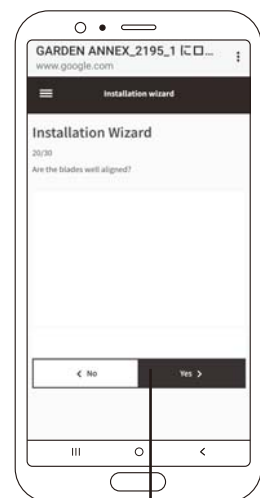 GARDEN ANNEX_2195_1 にロ...
www.google.com
Installation wizard
Installation Wizard
20/30
Are the blades well aligned?
No
Yes